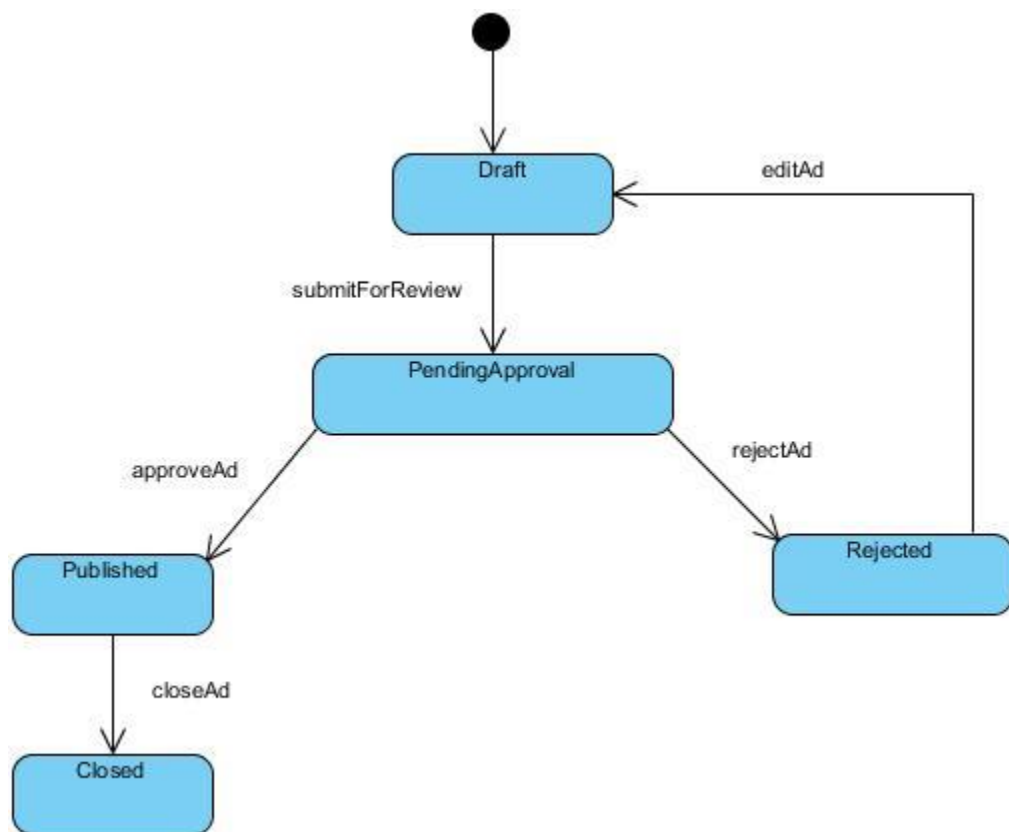 Draft
editAd
submitForReview
PendingApproval
approveAd
rejectAd
Published
Rejected
closeAd
Closed